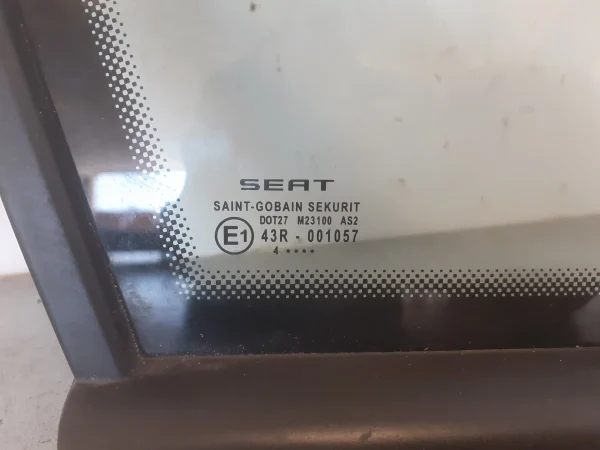 SEAT
SAINT-GOBAIN SEKURIT
DOT27 M23100 AS2
E1 43R - 001057
4 ••••